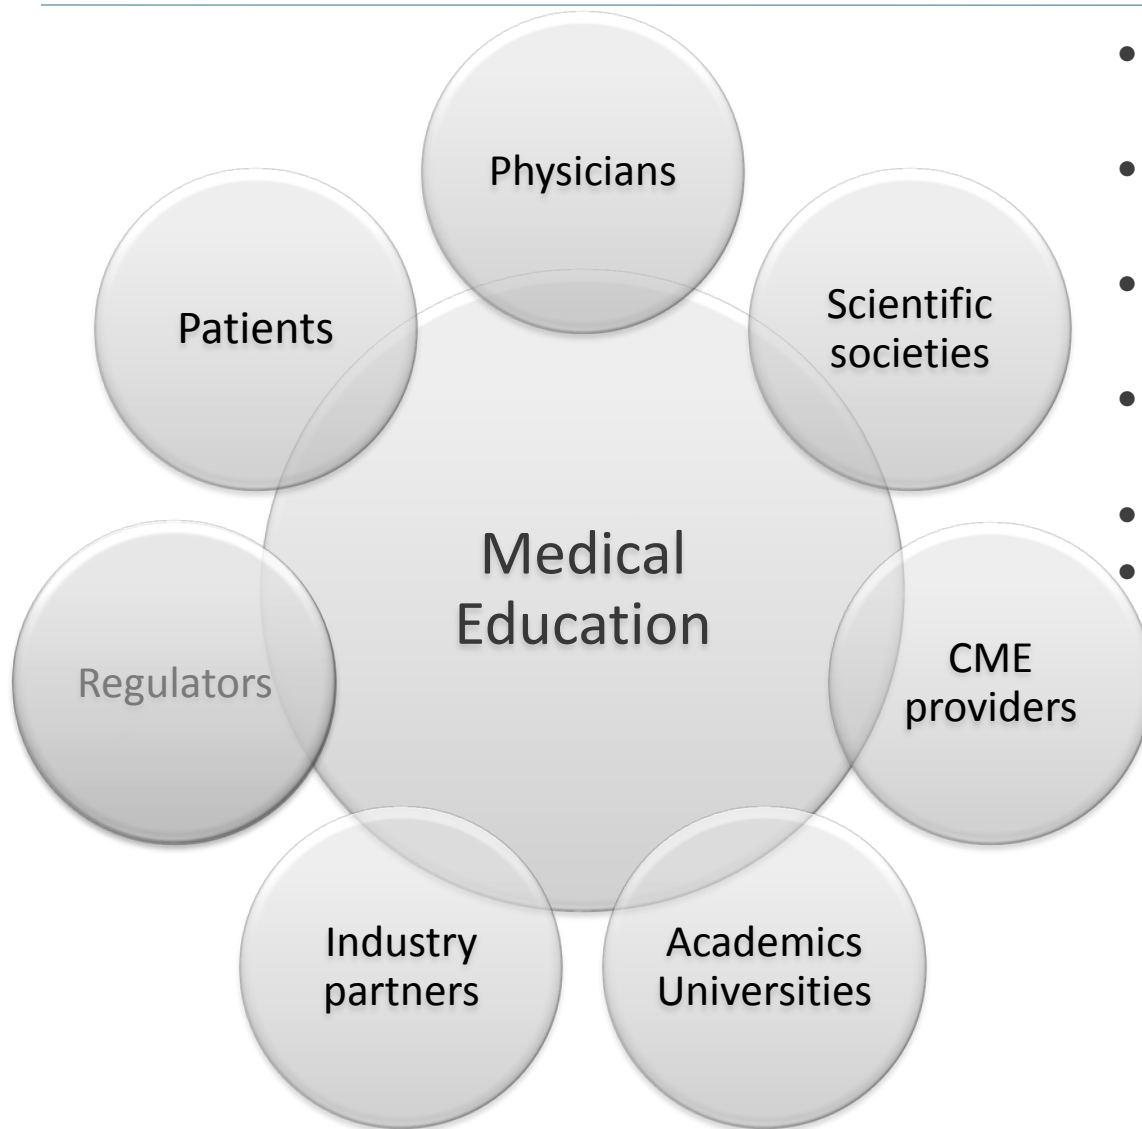 Physicians
Scientific
societies
Patients
Medical
Education
CME
providers
Regulators
Industry
partners
Academics
Universities